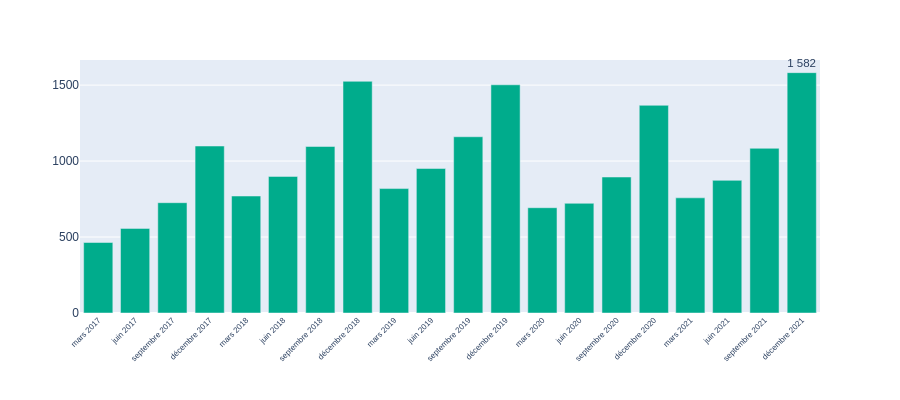 1 582
1500
1000
500
0
mars 2017
juin 2017
septembre 2017
décembre 2017
mars 2018
juin 2018
septembre 2018
décembre 2018
mars 2019
juin 2019
septembre 2019
décembre 2019
mars 2020
juin 2020
septembre 2020
décembre 2020
mars 2021
juin 2021
septembre 2021
décembre 2021